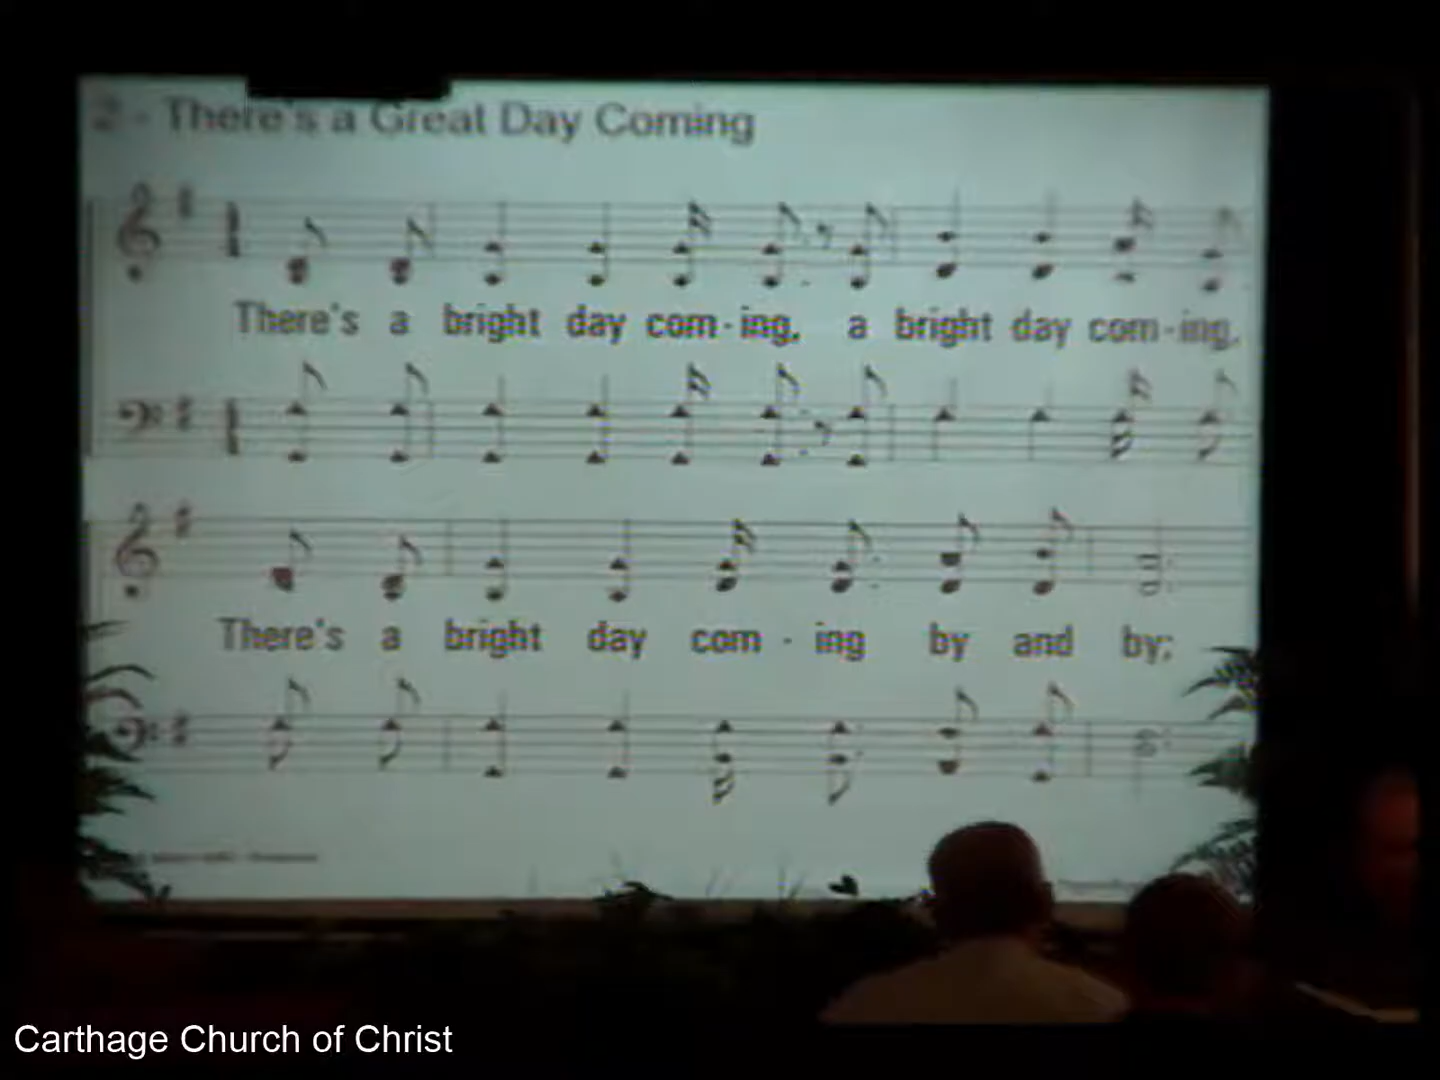 2 - There's a Great Day Coming
There's a bright day com-ing, a bright day com-ing,
There's a bright day com - ing by and by;
Carthage Church of Christ